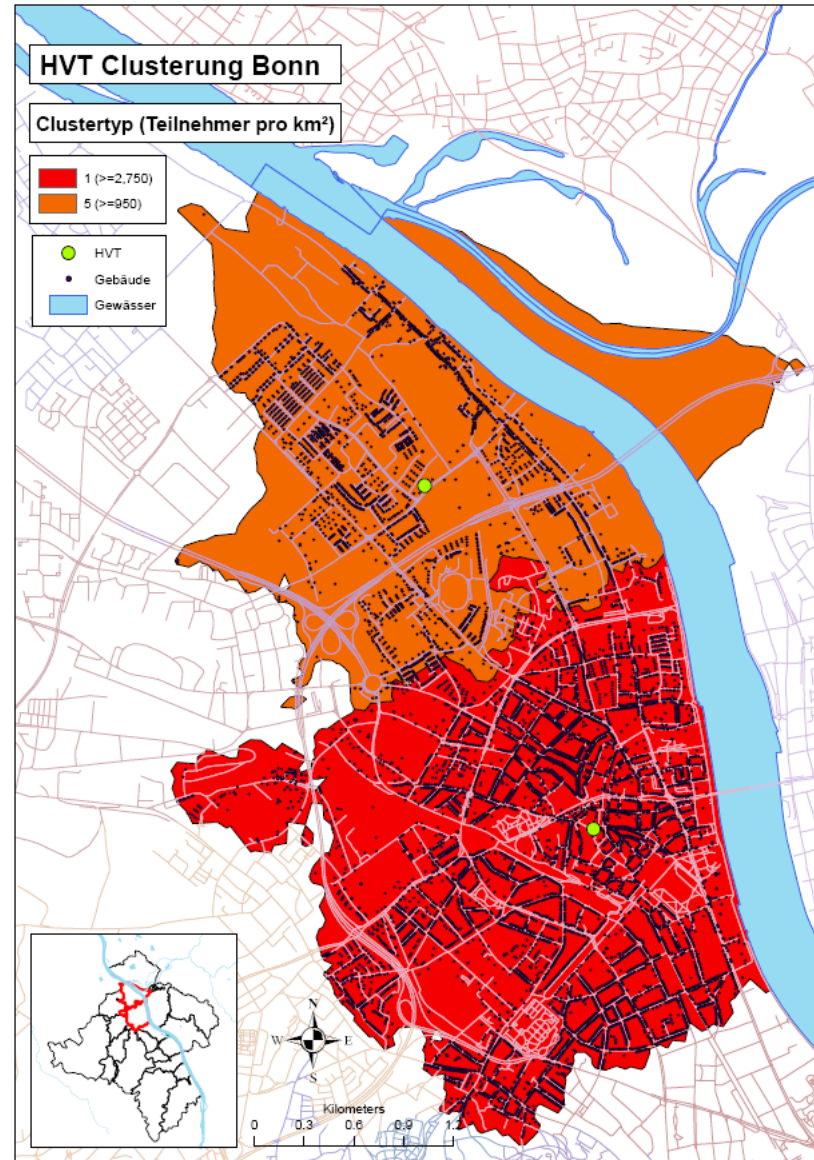 HVT Clusterung Bonn
Clustertyp (Teilnehmer pro km²)
1 (>=2,750)
5 (>=950)
HVT
Gebäude
Gewässer
N
W E
S
Kilometers
0 0.3 0.6 0.9 1.2